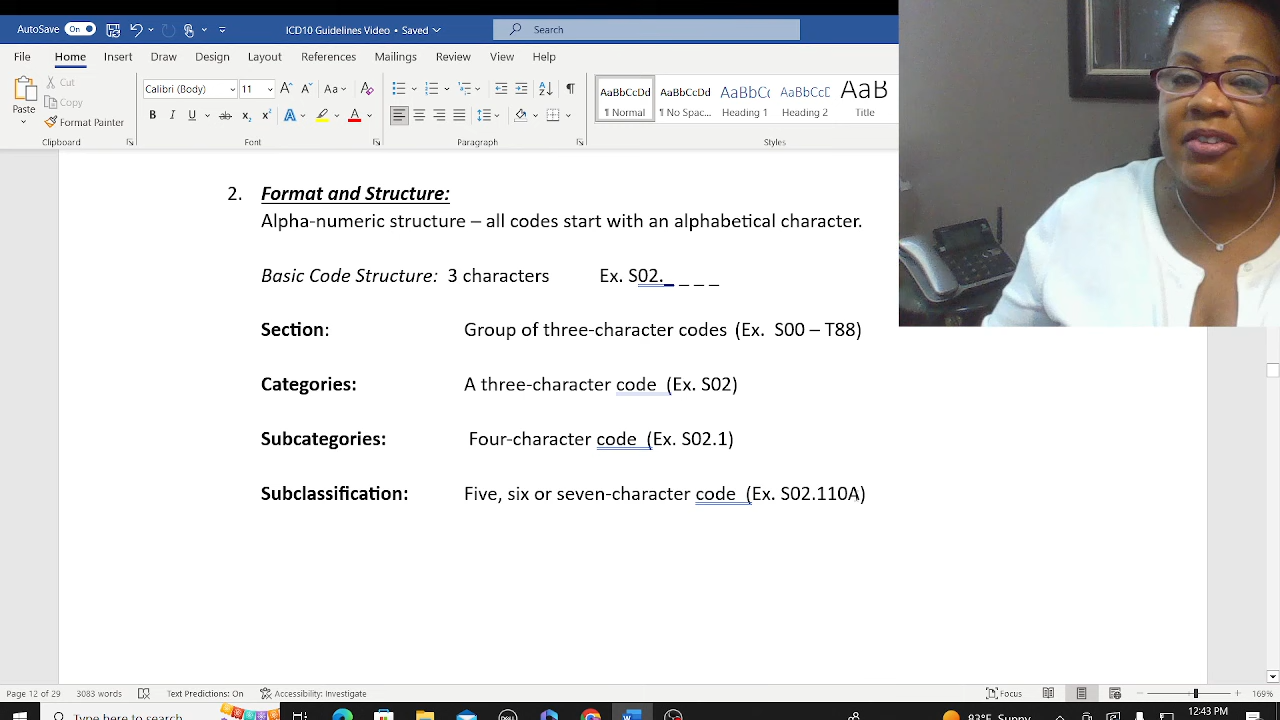 AutoSave On ICD10 Guidelines Video • Saved Search
File Home Insert Draw Design Layout References Mailings Review View Help
Paste Cut Copy Format Painter Calibri (Body) 11 Aa AaBbCcDd AaBbCcDd AaBbCc AaBbCcD AaB
¶ Normal ¶ No Spac... Heading 1 Heading 2 Title
Clipboard Font Paragraph Styles
2. Format and Structure:
Alpha-numeric structure – all codes start with an alphabetical character.
Basic Code Structure: 3 characters Ex. S02._ _ _ _
Section: Group of three-character codes (Ex. S00 – T88)
Categories: A three-character code (Ex. S02)
Subcategories: Four-character code (Ex. S02.1)
Subclassification: Five, six or seven-character code (Ex. S02.110A)
Page 12 of 29 3083 words Text Predictions: On Accessibility: Investigate Focus 169%
Type here to search 83°F Sunny 12:43 PM